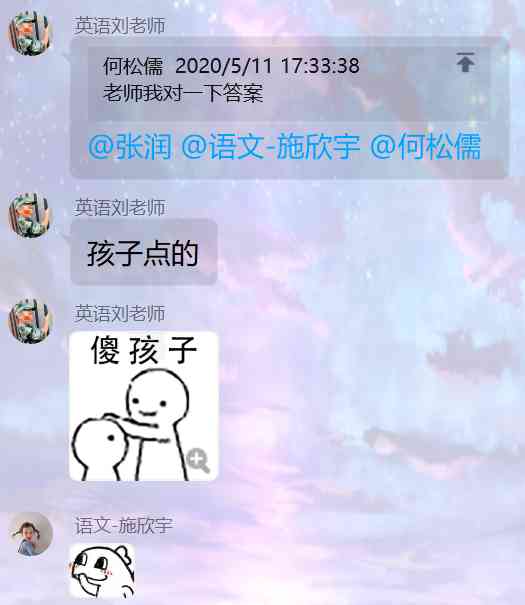 英语刘老师
何松儒 2020/5/11 17:33:38
老师我对一下答案
@张润 @语文-施欣宇 @何松儒
英语刘老师
孩子点的
英语刘老师
傻孩子
语文-施欣宇